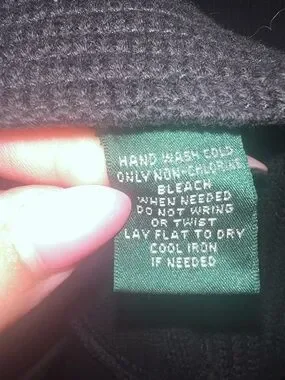 HAND WASH COLD
ONLY NON-CHLORINE
BLEACH
WHEN NEEDED
DO NOT WRING
OR TWIST
LAY FLAT TO DRY
COOL IRON
IF NEEDED